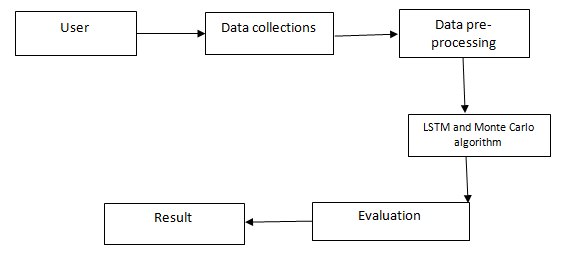 User
Data collections
Data pre-
processing
LSTM and Monte Carlo
algorithm
Evaluation
Result